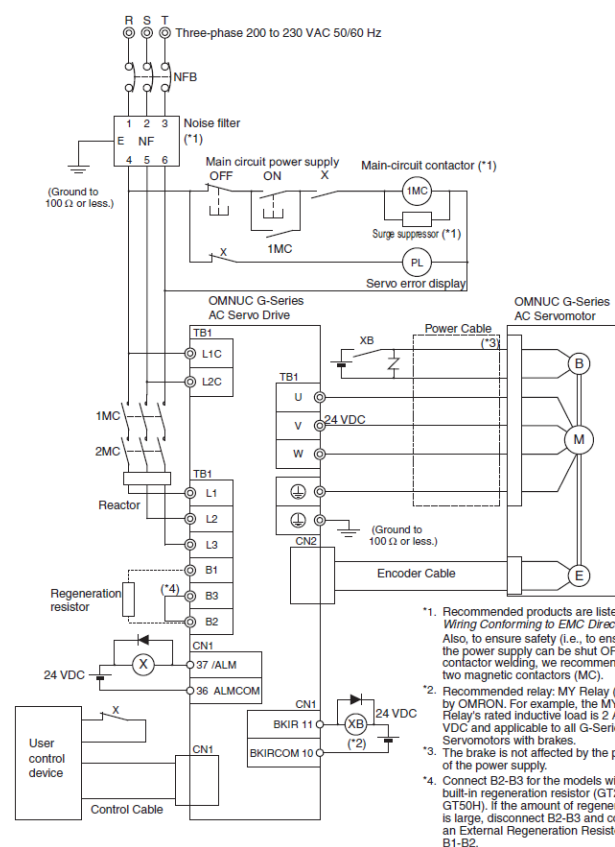 R S T
Three-phase 200 to 230 VAC 50/60 Hz
NFB
1 2 3
Noise filter
(*1)
E NF
4 5 6
(Ground to
100 Ω or less.)
Main circuit power supply
OFF ON X
Main-circuit contactor (*1)
1MC
Surge suppressor (*1)
1MC
X
PL
Servo error display
OMNUC G-Series
AC Servo Drive
OMNUC G-Series
AC Servomotor
TB1
L1C
L2C
XB
Power Cable
(*3)
B
TB1
U
V
24 VDC
W
M
1MC
2MC
Reactor
TB1
L1
L2
L3
(Ground to
100 Ω or less.)
CN2
Encoder Cable
E
B1
Regeneration
resistor
(*4)
B3
B2
CN1
X
24 VDC
37 /ALM
36 ALMCOM
CN1
BKIR 11
XB
24 VDC
(*2)
BKIRCOM 10
X
User
control
device
CN1
Control Cable
*1. Recommended products are liste
Wiring Conforming to EMC Direc
Also, to ensure safety (i.e., to ens
the power supply can be shut OF
contactor welding, we recommen
two magnetic contactors (MC).
*2. Recommended relay: MY Relay (
by OMRON. For example, the MY
Relay's rated inductive load is 2 A
VDC and applicable to all G-Serie
Servomotors with brakes.
*3. The brake is not affected by the p
of the power supply.
*4. Connect B2-B3 for the models wi
built-in regeneration resistor (GT2
GT50H). If the amount of regener
is large, disconnect B2-B3 and co
an External Regeneration Resist
B1-B2.